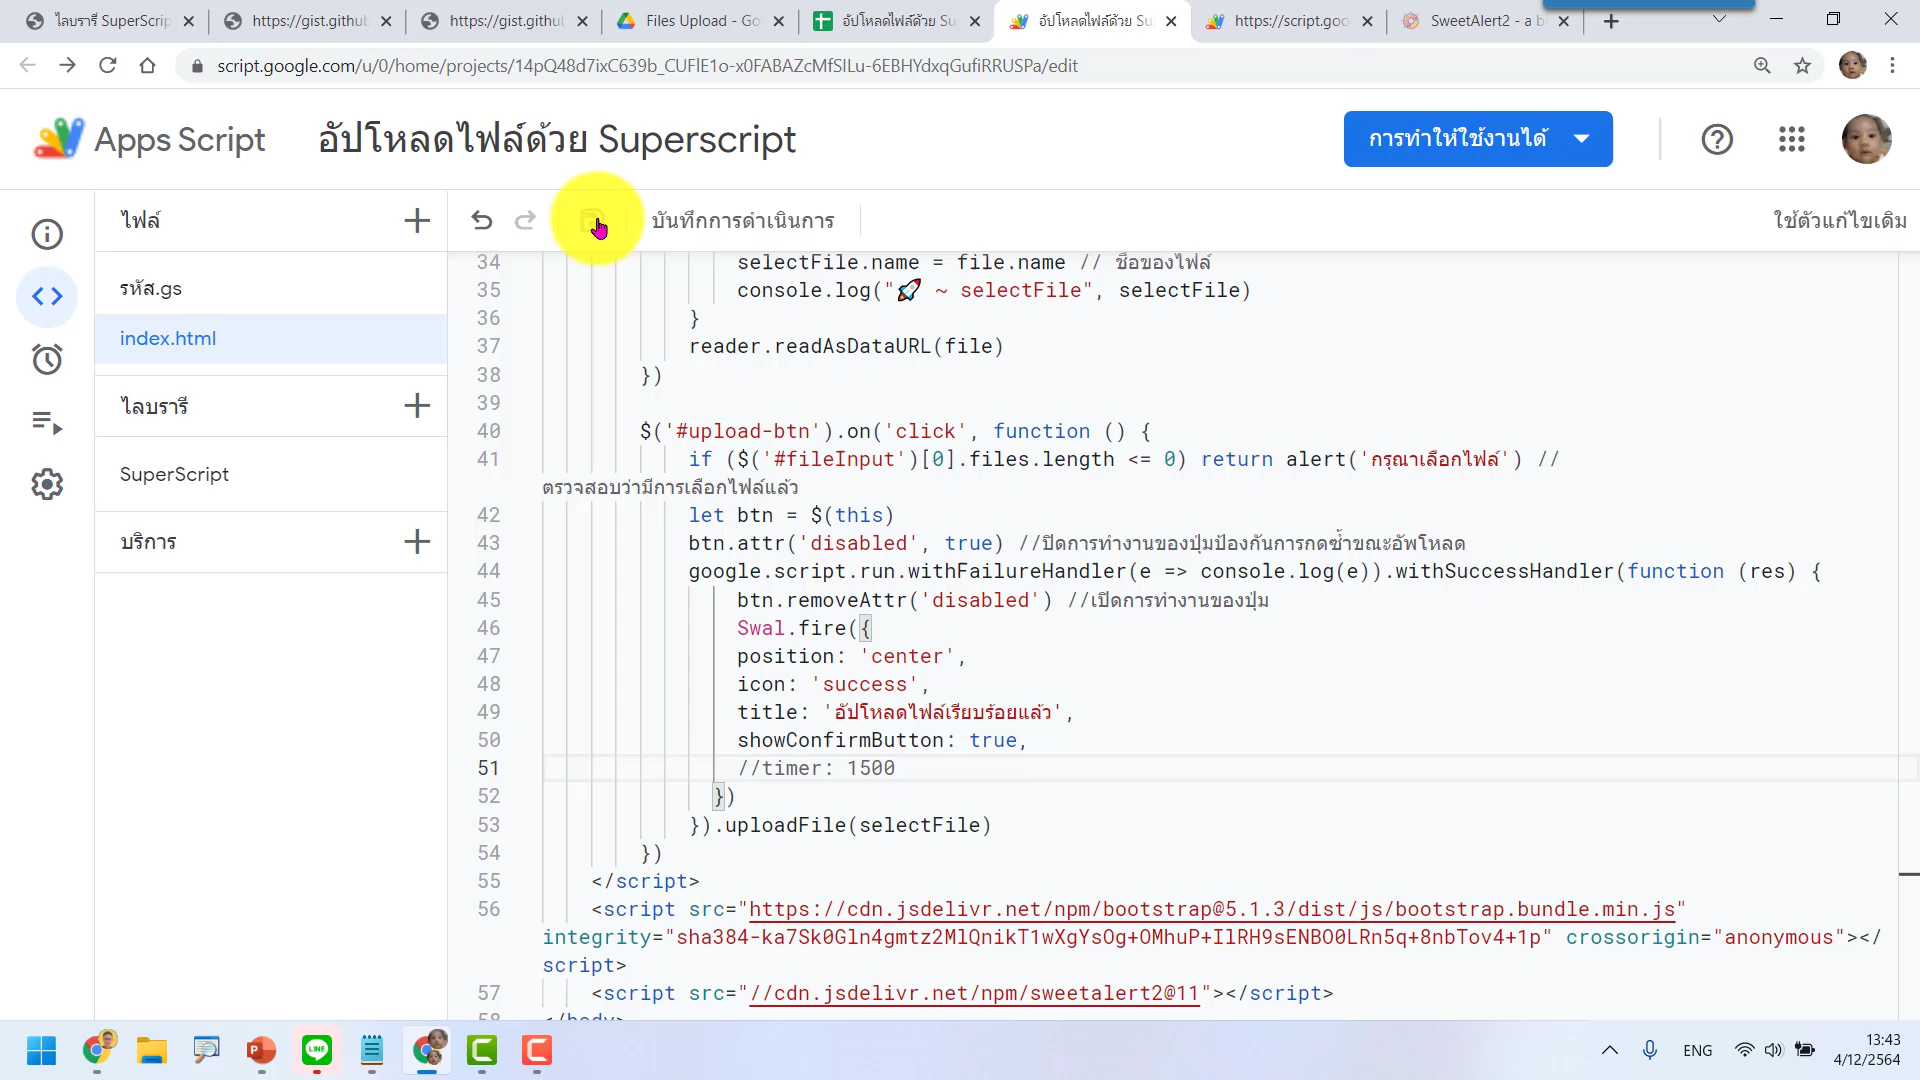 ไลบรารี SuperScrip
https://gist.githu
https://gist.githu
Files Upload - Go
อัปโหลดไฟล์ด้วย Su
อัปโหลดไฟล์ด้วย Su
https://script.goo
SweetAlert2 - a b
script.google.com/u/0/home/projects/14pQ48d7ixC639b_CUFlE1o-x0FABAZcMfSILu-6EBHYdxqGufiRRUSPa/edit
Apps Script
อัปโหลดไฟล์ด้วย Superscript
การทำให้ใช้งานได้
ไฟล์
บันทึกการดำเนินการ
ใช้ตัวแก้ไขเดิม
รหัส.gs
index.html
ไลบรารี
SuperScript
บริการ
34 selectFile.name = file.name // ชื่อของไฟล์
35 console.log("🚀 ~ selectFile", selectFile)
36 }
37 reader.readAsDataURL(file)
38 })
39
40 $('#upload-btn').on('click', function () {
41 if ($('#fileInput')[0].files.length <= 0) return alert('กรุณาเลือกไฟล์') //
ตรวจสอบว่ามีการเลือกไฟล์แล้ว
42 let btn = $(this)
43 btn.attr('disabled', true) //ปิดการทำงานของปุ่มป้องกันการกดซ้ำขณะอัพโหลด
44 google.script.run.withFailureHandler(e => console.log(e)).withSuccessHandler(function (res) {
45 btn.removeAttr('disabled') //เปิดการทำงานของปุ่ม
46 Swal.fire({
47 position: 'center',
48 icon: 'success',
49 title: 'อัปโหลดไฟล์เรียบร้อยแล้ว',
50 showConfirmButton: true,
51 //timer: 1500
52 })
53 }).uploadFile(selectFile)
54 })
55 </script>
56 <script src="https://cdn.jsdelivr.net/npm/bootstrap@5.1.3/dist/js/bootstrap.bundle.min.js"
integrity="sha384-ka7Sk0Gln4gmtz2MlQnikT1wXgYsOg+OMhuP+IlRH9sENBO0LRn5q+8nbTov4+1p" crossorigin="anonymous"></
script>
57 <script src="//cdn.jsdelivr.net/npm/sweetalert2@11"></script>
58 </body>
ENG
13:43
4/12/2564